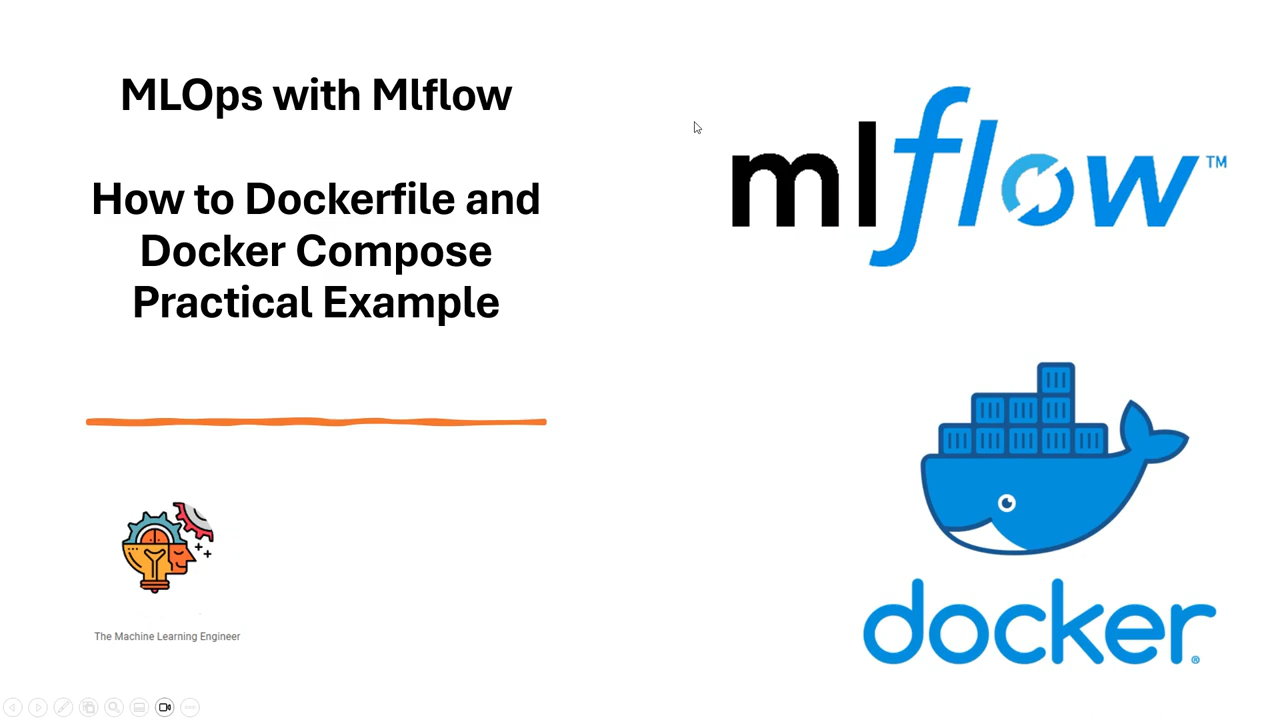 MLOps with Mlflow
How to Dockerfile and
Docker Compose
Practical Example
mlflow™
docker®
The Machine Learning Engineer